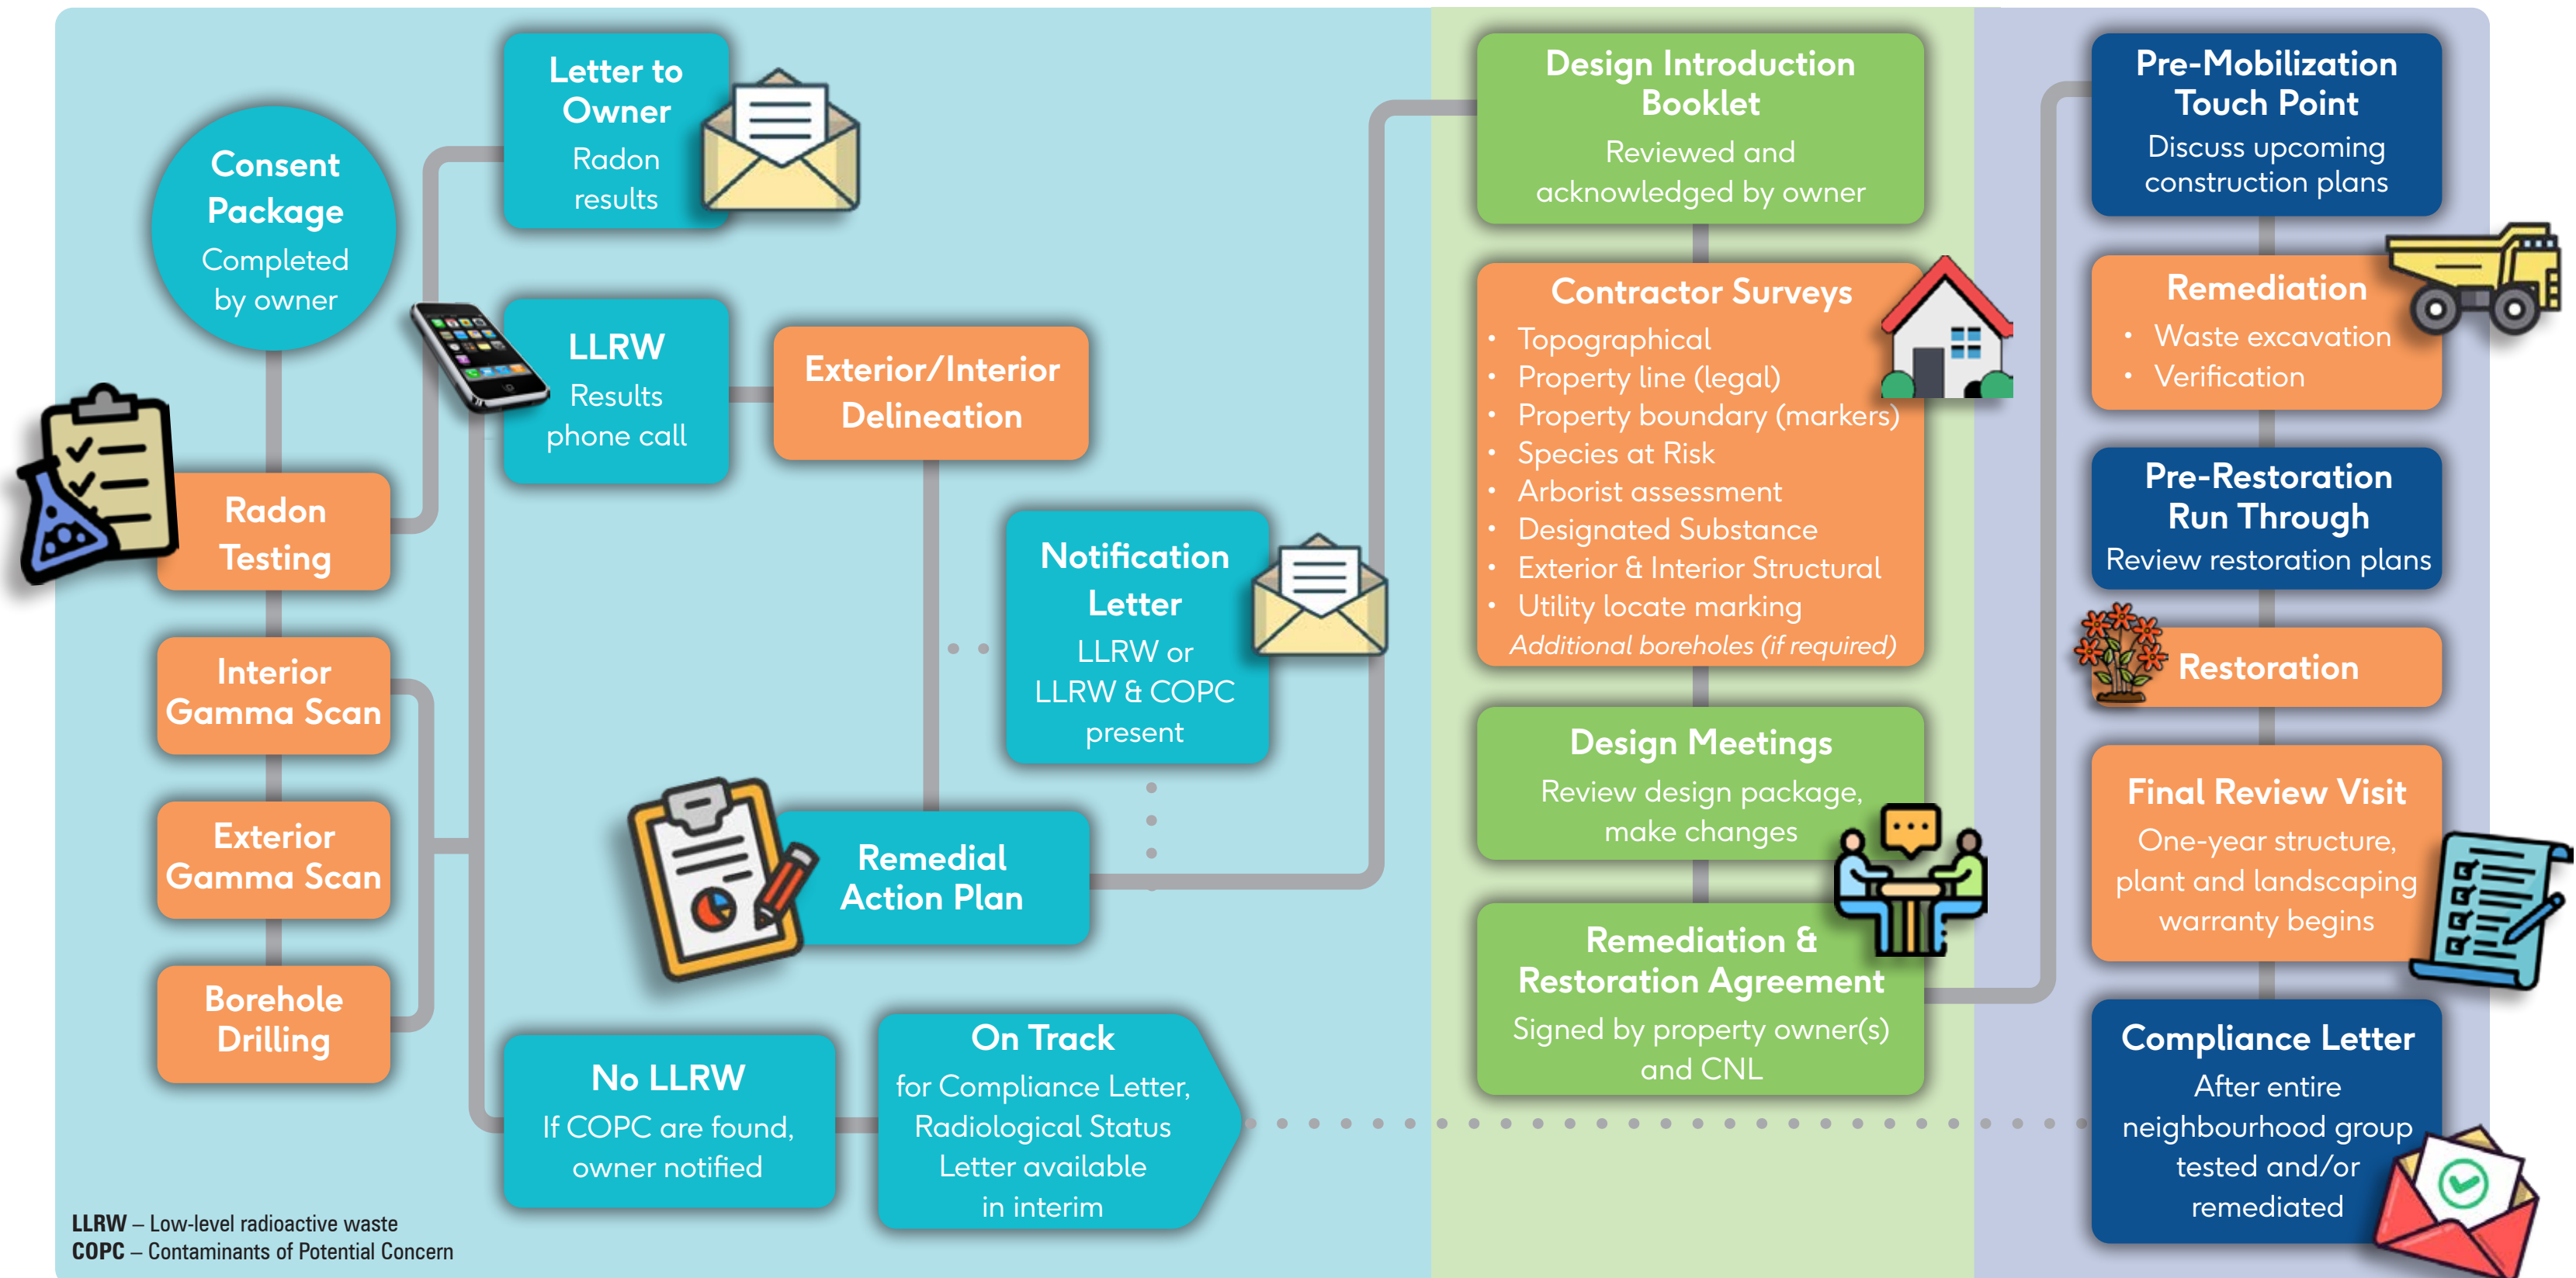 Consent
Package
Completed
by owner
Radon
Testing
Interior
Gamma Scan
Exterior
Gamma Scan
Borehole
Drilling
Letter to
Owner
Radon
results
LLRW
Results
phone call
Exterior/Interior
Delineation
Notification
Letter
LLRW or
LLRW & COPC
present
Remedial
Action Plan
No LLRW
If COPC are found,
owner notified
On Track
for Compliance Letter,
Radiological Status
Letter available
in interim
LLRW – Low-level radioactive waste
COPC – Contaminants of Potential Concern
Design Introduction
Booklet
Reviewed and
acknowledged by owner
Contractor Surveys
• Topographical
• Property line (legal)
• Property boundary (markers)
• Species at Risk
• Arborist assessment
• Designated Substance
• Exterior & Interior Structural
• Utility locate marking
Additional boreholes (if required)
Design Meetings
Review design package,
make changes
Remediation &
Restoration Agreement
Signed by property owner(s)
and CNL
Pre-Mobilization
Touch Point
Discuss upcoming
construction plans
Remediation
• Waste excavation
• Verification
Pre-Restoration
Run Through
Review restoration plans
Restoration
Final Review Visit
One-year structure,
plant and landscaping
warranty begins
Compliance Letter
After entire
neighbourhood group
tested and/or
remediated